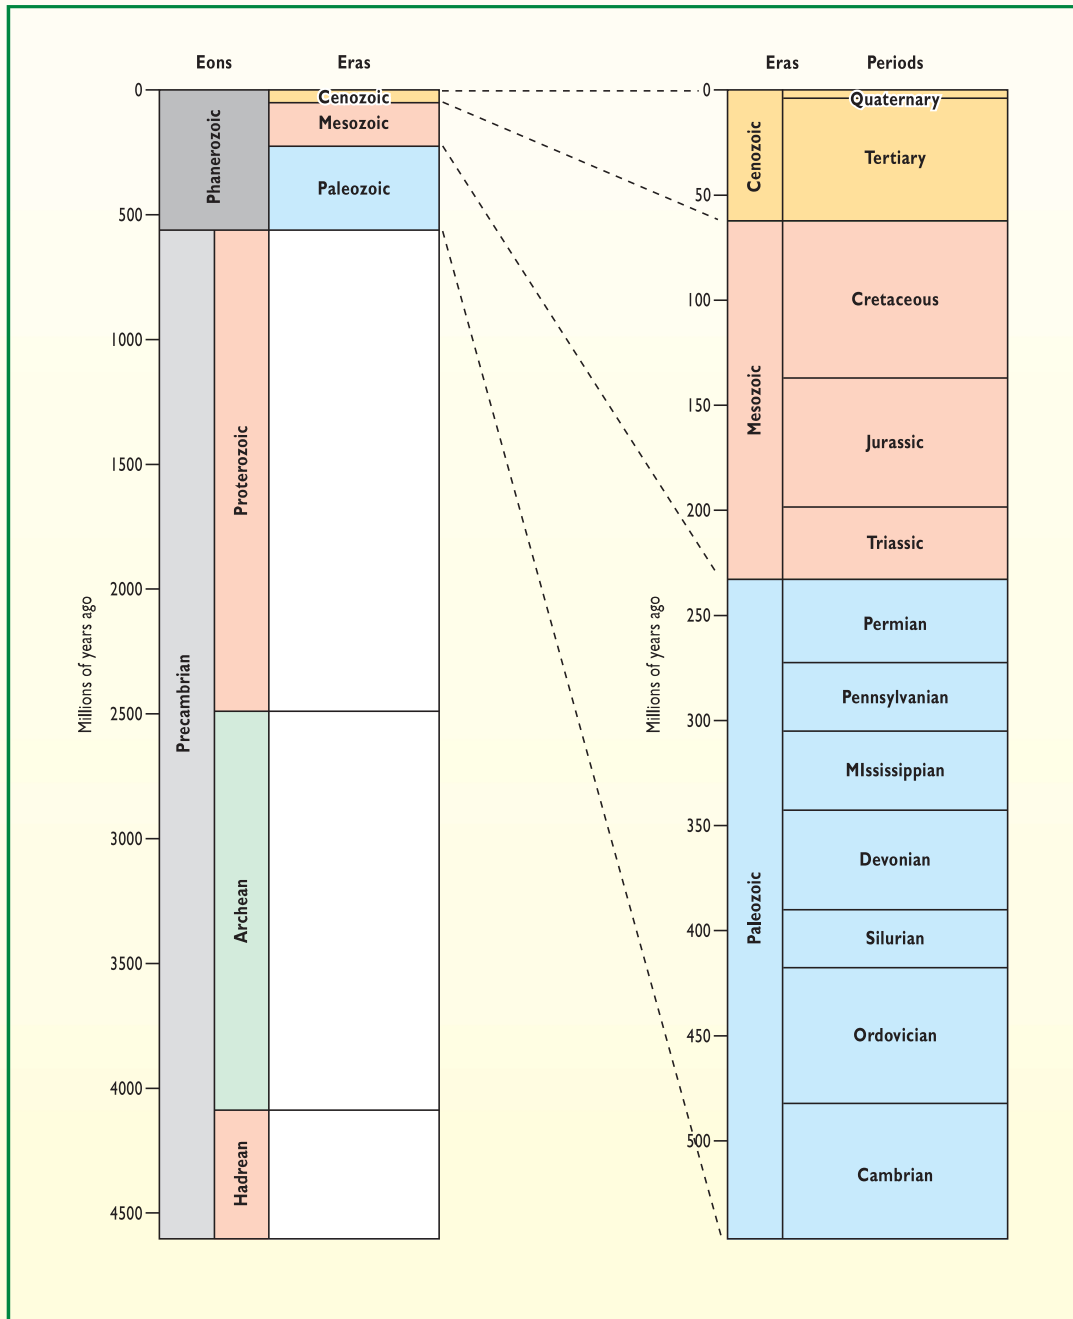 Eons Eras
Eras Periods
0
500
1000
1500
2000
2500
3000
3500
4000
4500
Millions of years ago
Phanerozoic
Precambrian
Proterozoic
Archean
Hadrean
Cenozoic
Mesozoic
Paleozoic
0
50
100
150
200
250
300
350
400
450
500
Millions of years ago
Cenozoic
Mesozoic
Paleozoic
Quaternary
Tertiary
Cretaceous
Jurassic
Triassic
Permian
Pennsylvanian
MIssissippian
Devonian
Silurian
Ordovician
Cambrian